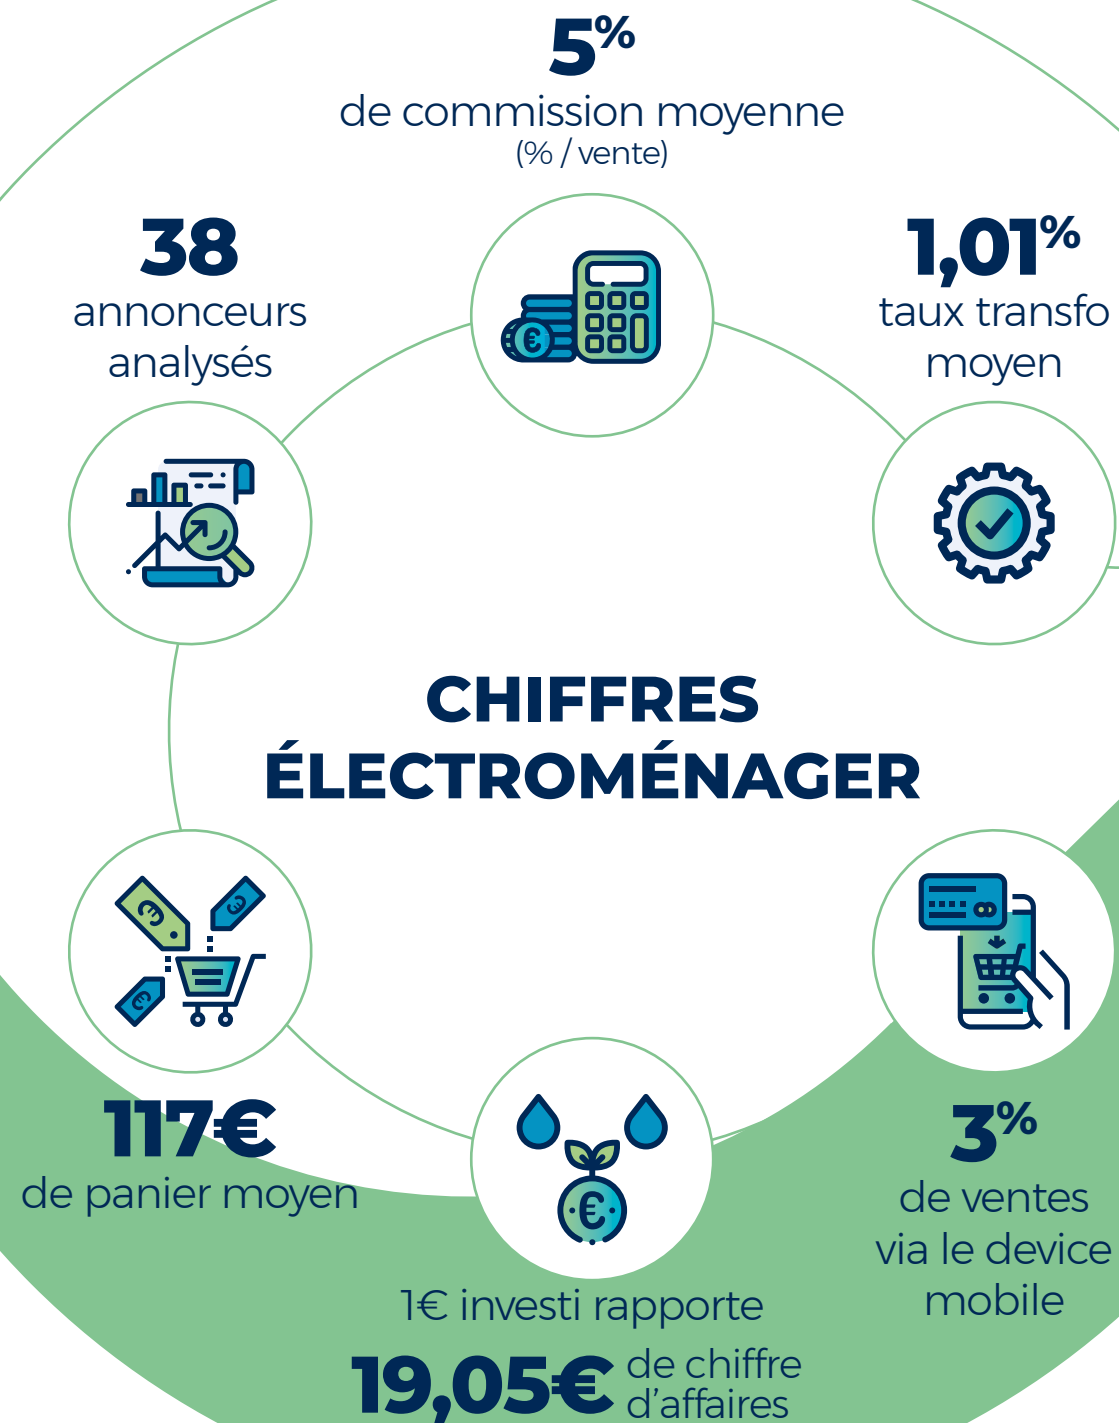 5%
de commission moyenne
(% / vente)
38
annonceurs
analysés
1,01%
taux transfo
moyen
CHIFFRES
ÉLECTROMÉNAGER
117€
de panier moyen
1€ investi rapporte
19,05€ de chiffre
d'affaires
3%
de ventes
via le device
mobile